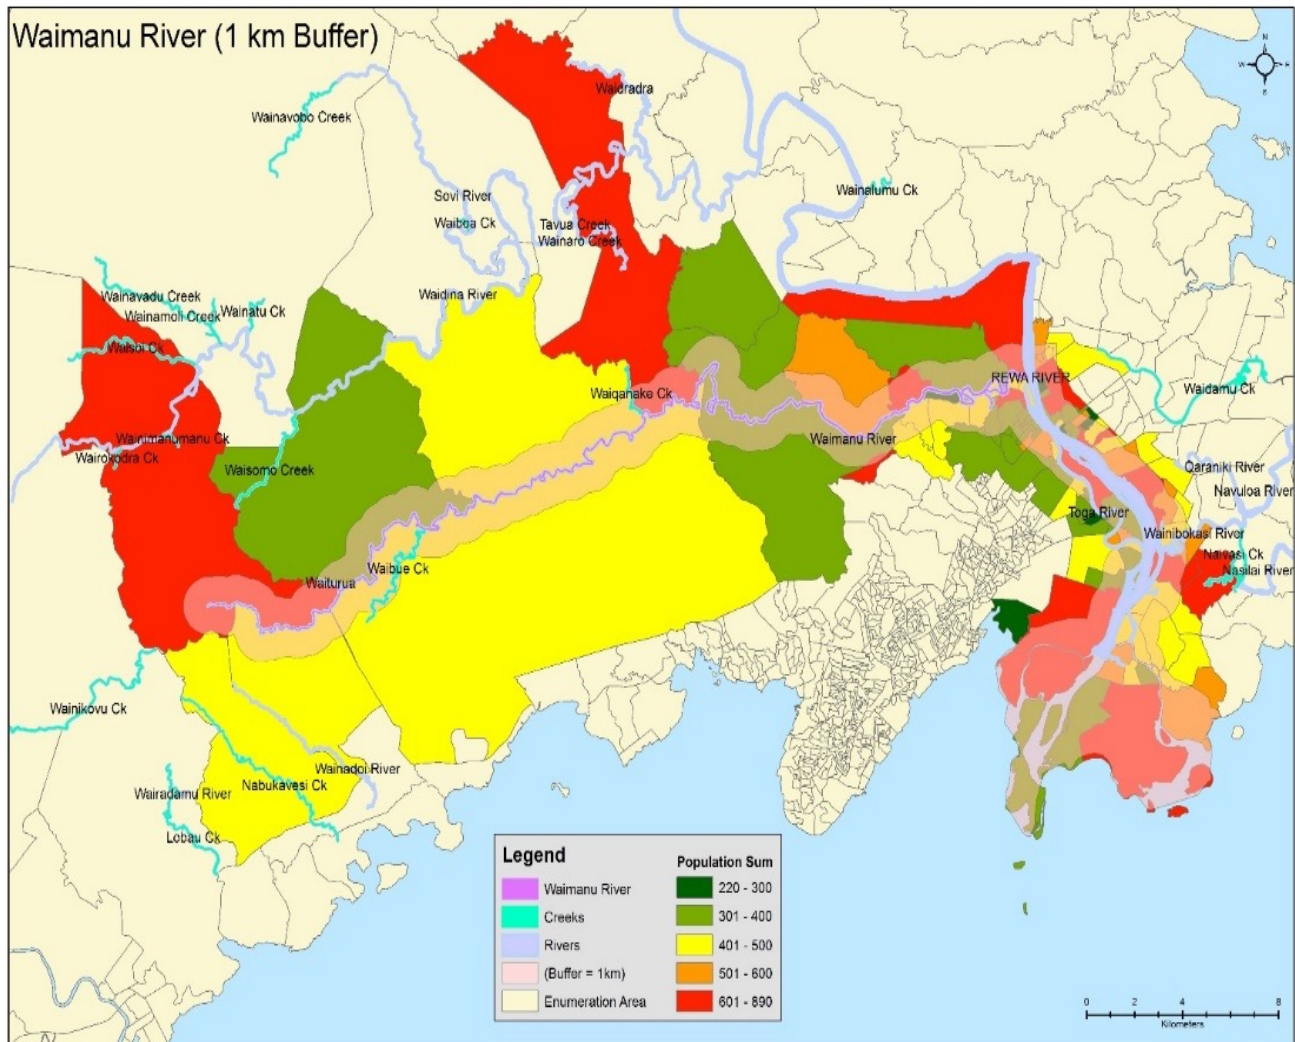 Waimanu River (1 km Buffer)
N
W
E
S
Waidradra
Wainavobo Creek
Wainalumu Ck
Sovi River
Waiboa Ck
Tavua Creek
Wainaro Creek
Wainavadu Creek
Wainatu Ck
Wainamoli Creek
Waidina River
Waisoi Ck
REWA RIVER
Waidamu Ck
Waiqanake Ck
Wainimanumanu Ck
Waimanu River
Wairokodra Ck
Waisomo Creek
Qaraniki River
Navuloa River
Toga River
Wainibokasi River
Naivasi Ck
Waibue Ck
Nasilai River
Waiturua
Wainikovu Ck
Wainadoi River
Nabukavesi Ck
Wairadamu River
Lobau Ck
Legend
Waimanu River
Creeks
Rivers
(Buffer = 1km)
Enumeration Area
Population Sum
220 - 300
301 - 400
401 - 500
501 - 600
601 - 890
0 2 4 8
Kilometers